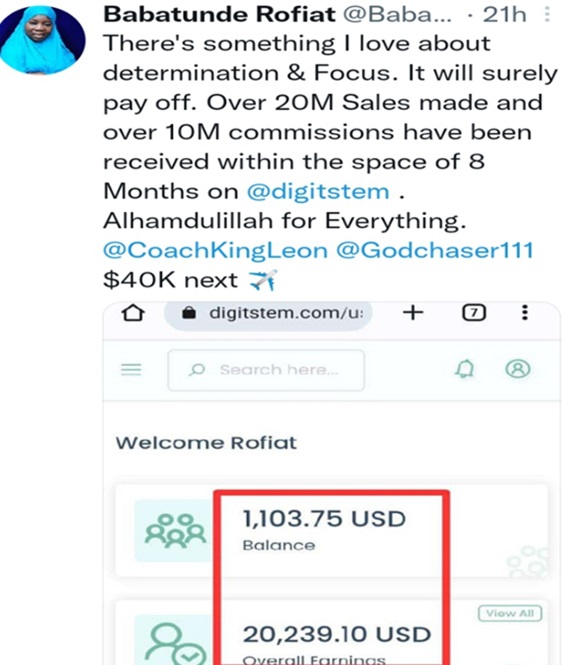 Babatunde Rofiat @Baba... · 21h
There's something I love about
determination & Focus. It will surely
pay off. Over 20M Sales made and
over 10M commissions have been
received within the space of 8
Months on @digitstem .
Alhamdulillah for Everything.
@CoachKingLeon @Godchaser111
$40K next ✈️
digitstem.com/u:
7
Search here...
Welcome Rofiat
1,103.75 USD
Balance
View All
20,239.10 USD
Overall Earnings